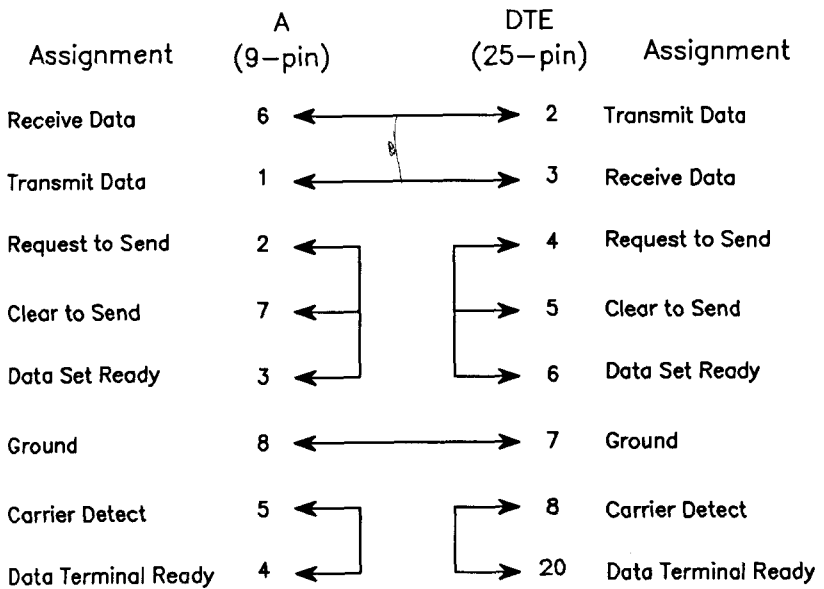 A DTE
Assignment (9-pin) (25-pin) Assignment
Receive Data 6 2 Transmit Data
Transmit Data 1 3 Receive Data
Request to Send 2 4 Request to Send
Clear to Send 7 5 Clear to Send
Data Set Ready 3 6 Data Set Ready
Ground 8 7 Ground
Carrier Detect 5 8 Carrier Detect
Data Terminal Ready 4 20 Data Terminal Ready